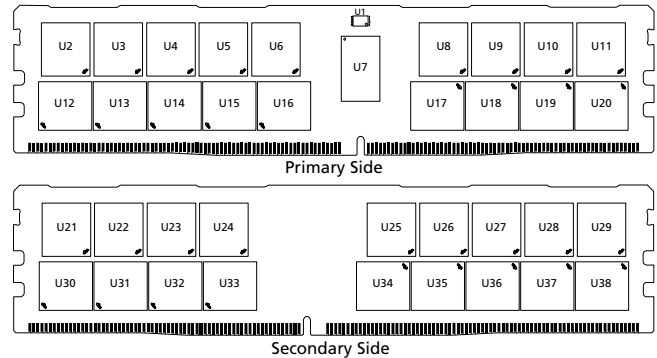 U1
U2 U3 U4 U5 U6 U7 U8 U9 U10 U11
U12 U13 U14 U15 U16 U17 U18 U19 U20
Primary Side
U21 U22 U23 U24 U25 U26 U27 U28 U29
U30 U31 U32 U33 U34 U35 U36 U37 U38
Secondary Side